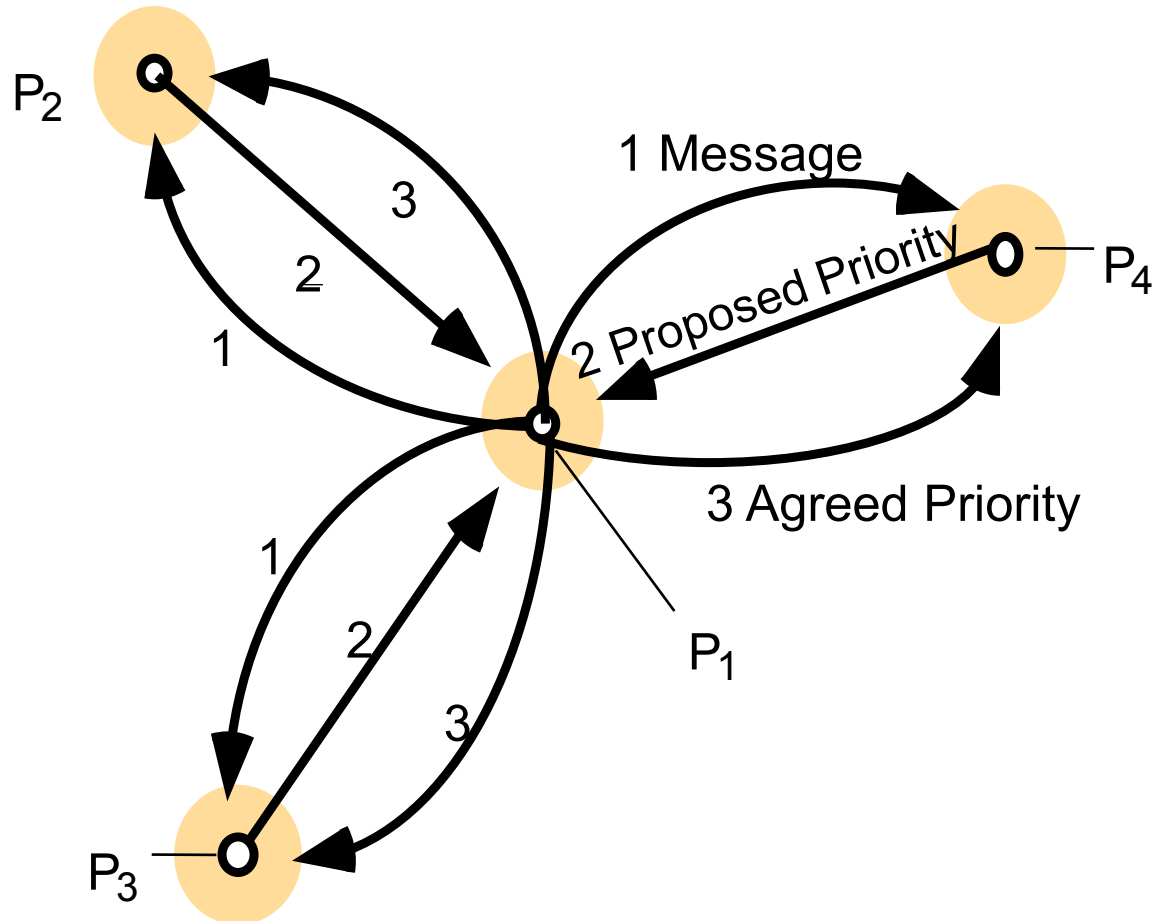 P2
3
1 Message
2
2 Proposed Priority
P4
1
3 Agreed Priority
1
2
P1
3
P3